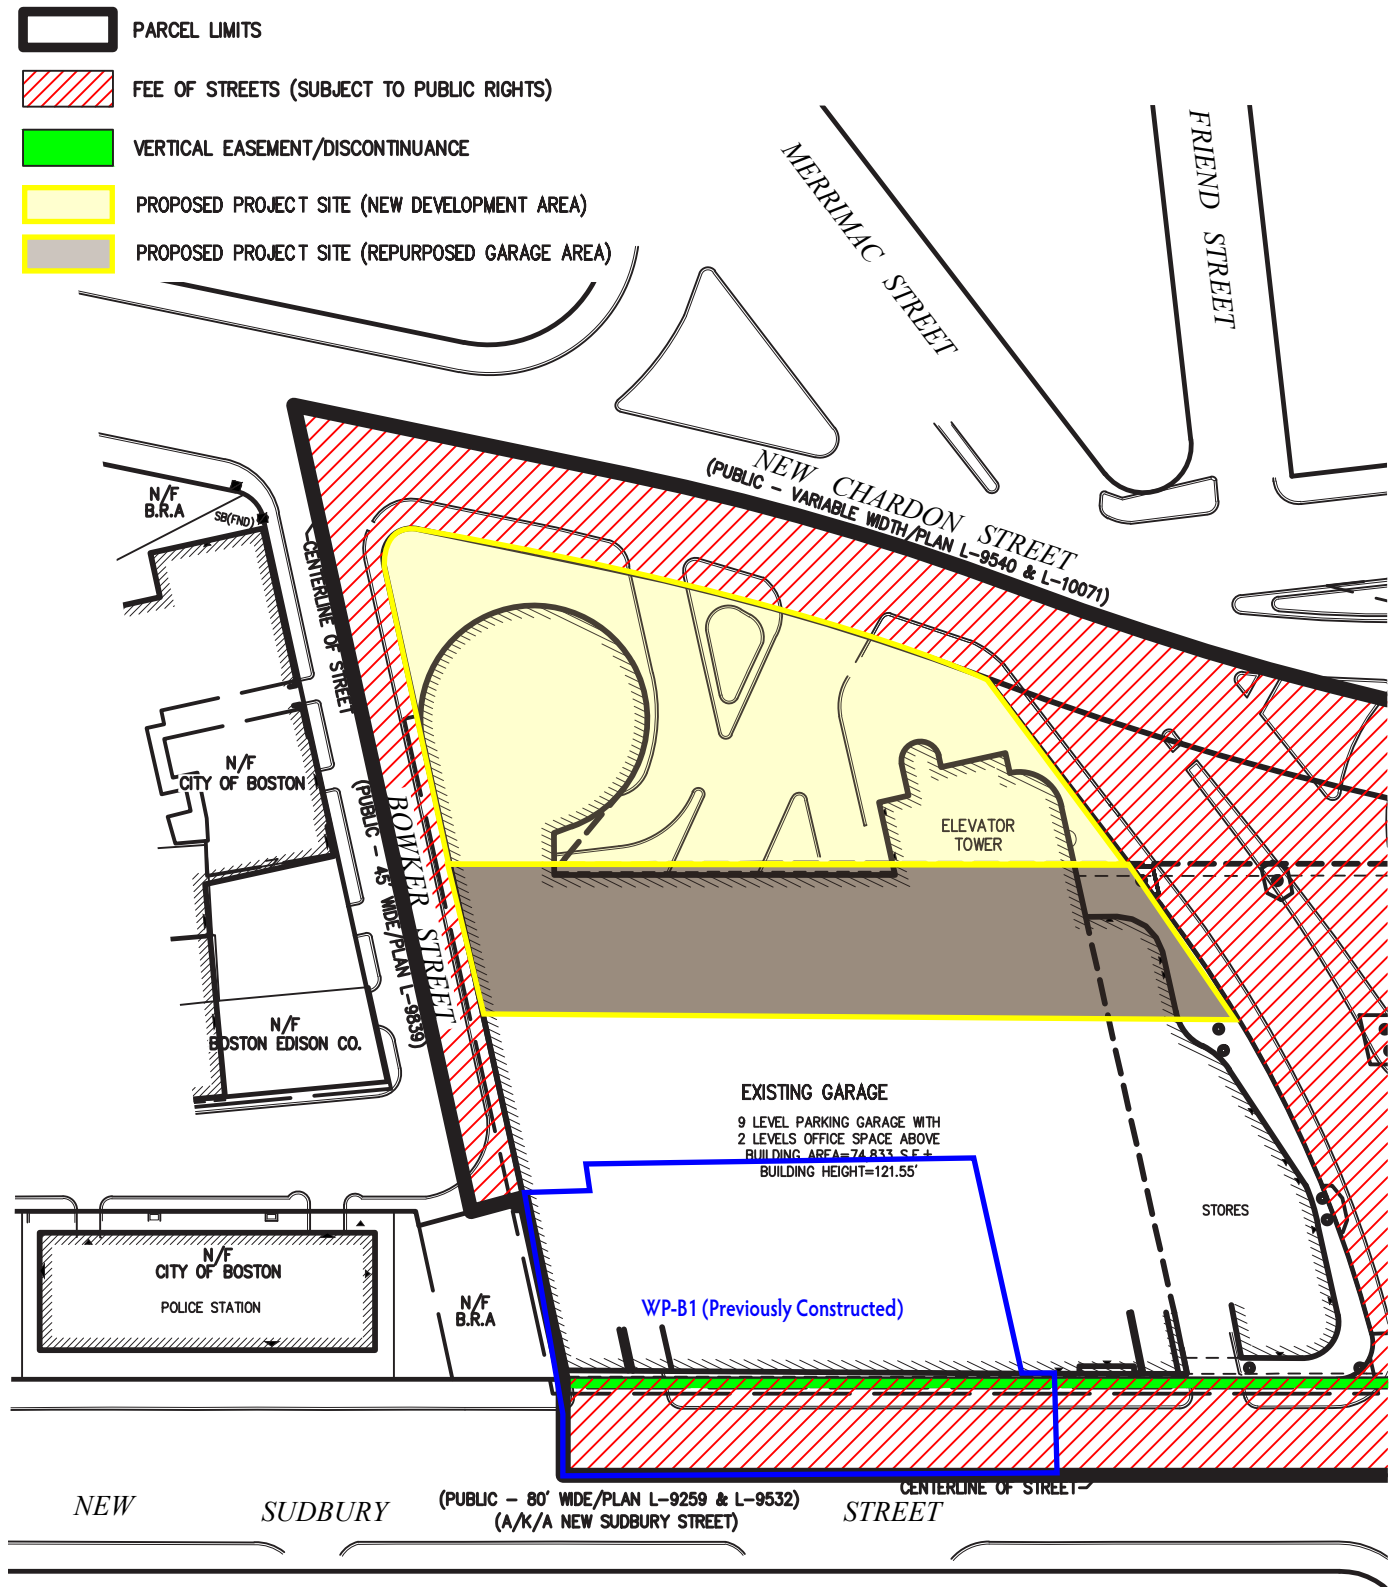 PARCEL LIMITS
FEE OF STREETS (SUBJECT TO PUBLIC RIGHTS)
VERTICAL EASEMENT/DISCONTINUANCE
PROPOSED PROJECT SITE (NEW DEVELOPMENT AREA)
PROPOSED PROJECT SITE (REPURPOSED GARAGE AREA)
MERRIMAC STREET
FRIEND STREET
NEW CHARDON STREET
(PUBLIC - VARIABLE WIDTH/PLAN L-9540 & L-10071)
N/F
B.R.A
SB(FND)
CENTERLINE OF STREET
N/F
CITY OF BOSTON
BOWKER STREET
(PUBLIC - 45' WIDE/PLAN L-9839)
ELEVATOR
TOWER
N/F
BOSTON EDISON CO.
EXISTING GARAGE
9 LEVEL PARKING GARAGE WITH
2 LEVELS OFFICE SPACE ABOVE
BUILDING AREA=74,833 S.F.±
BUILDING HEIGHT=121.55'
STORES
N/F
CITY OF BOSTON
POLICE STATION
N/F
B.R.A
WP-B1 (Previously Constructed)
CENTERLINE OF STREET
NEW SUDBURY STREET
(PUBLIC - 80' WIDE/PLAN L-9259 & L-9532)
(A/K/A NEW SUDBURY STREET)